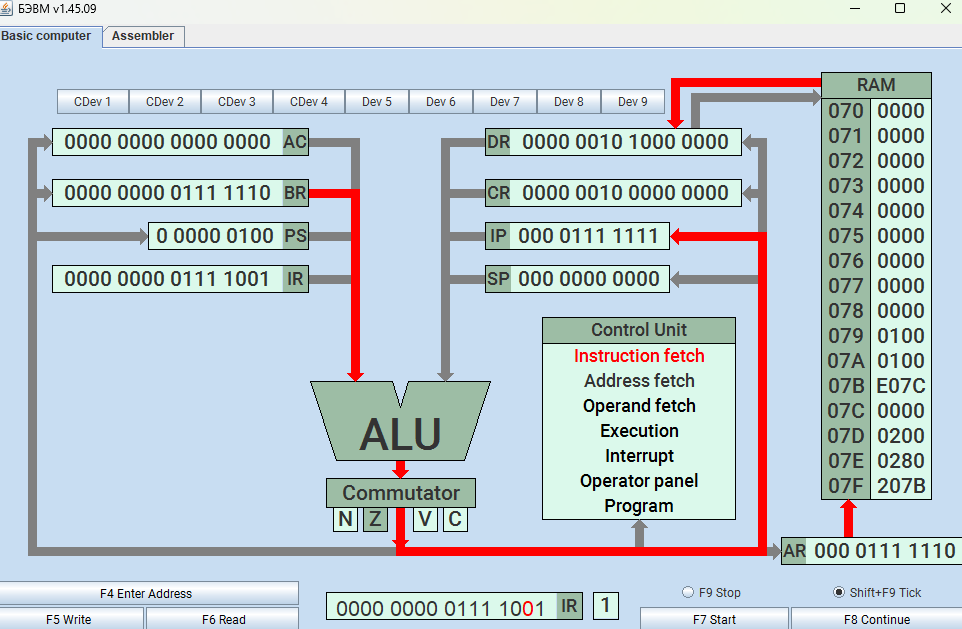 БЭВМ v1.45.09
Basic computer Assembler
CDev 1 CDev 2 CDev 3 CDev 4 Dev 5 Dev 6 Dev 7 Dev 8 Dev 9
0000 0000 0000 0000 AC
0000 0000 0111 1110 BR
0 0000 0100 PS
0000 0000 0111 1001 IR
DR 0000 0010 1000 0000
CR 0000 0010 0000 0000
IP 000 0111 1111
SP 000 0000 0000
RAM
070 0000
071 0000
072 0000
073 0000
074 0000
075 0000
076 0000
077 0000
078 0000
079 0100
07A 0100
07B E07C
07C 0000
07D 0200
07E 0280
07F 207B
Control Unit
Instruction fetch
Address fetch
Operand fetch
Execution
Interrupt
Operator panel
Program
ALU
Commutator
N Z V C
AR 000 0111 1110
F4 Enter Address
F5 Write F6 Read
0000 0000 0111 1001 IR 1
F9 Stop Shift+F9 Tick
F7 Start F8 Continue